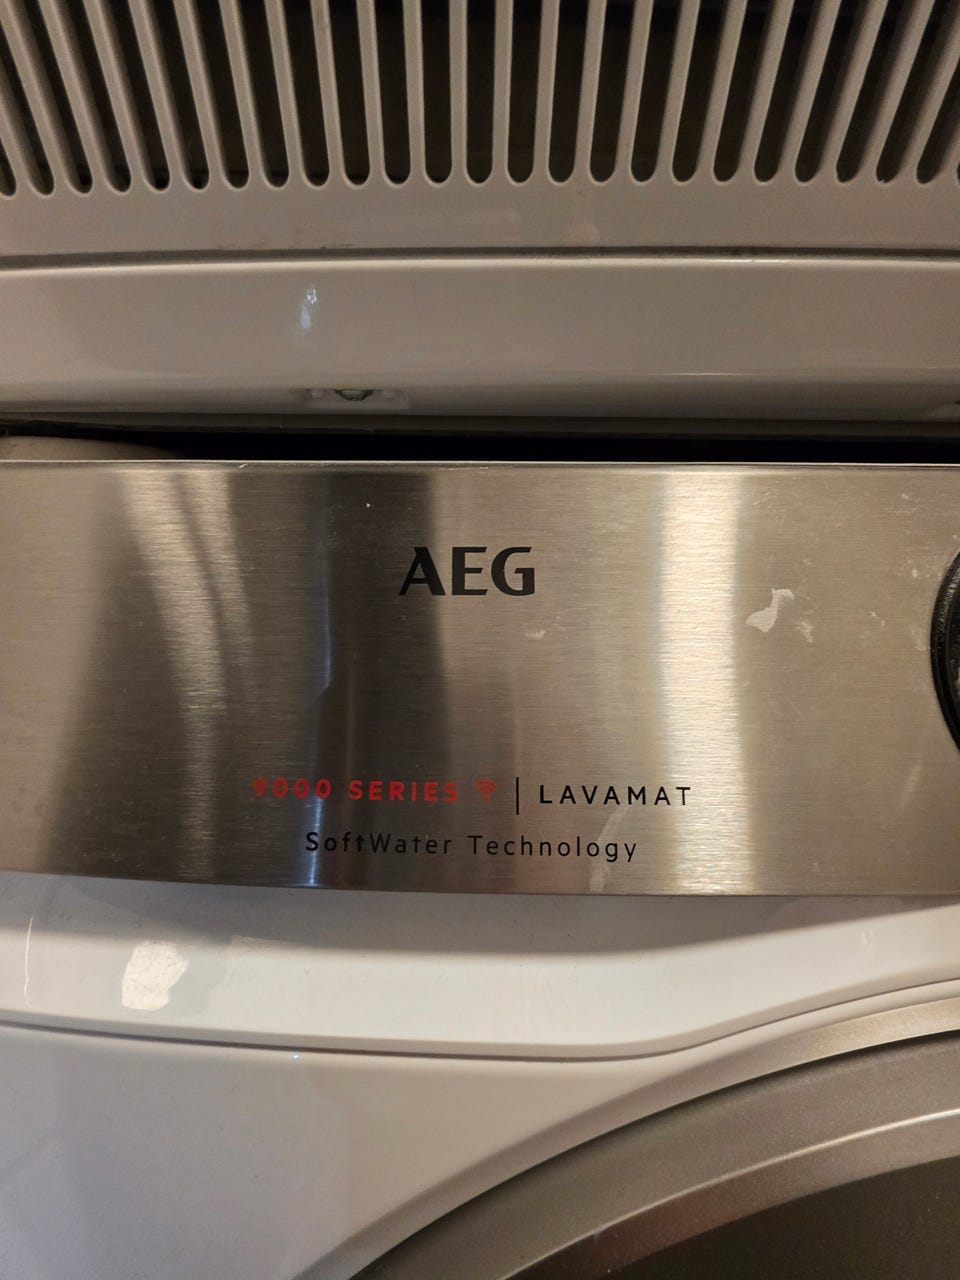 AEG
9000 SERIES | LAVAMAT
SoftWater Technology